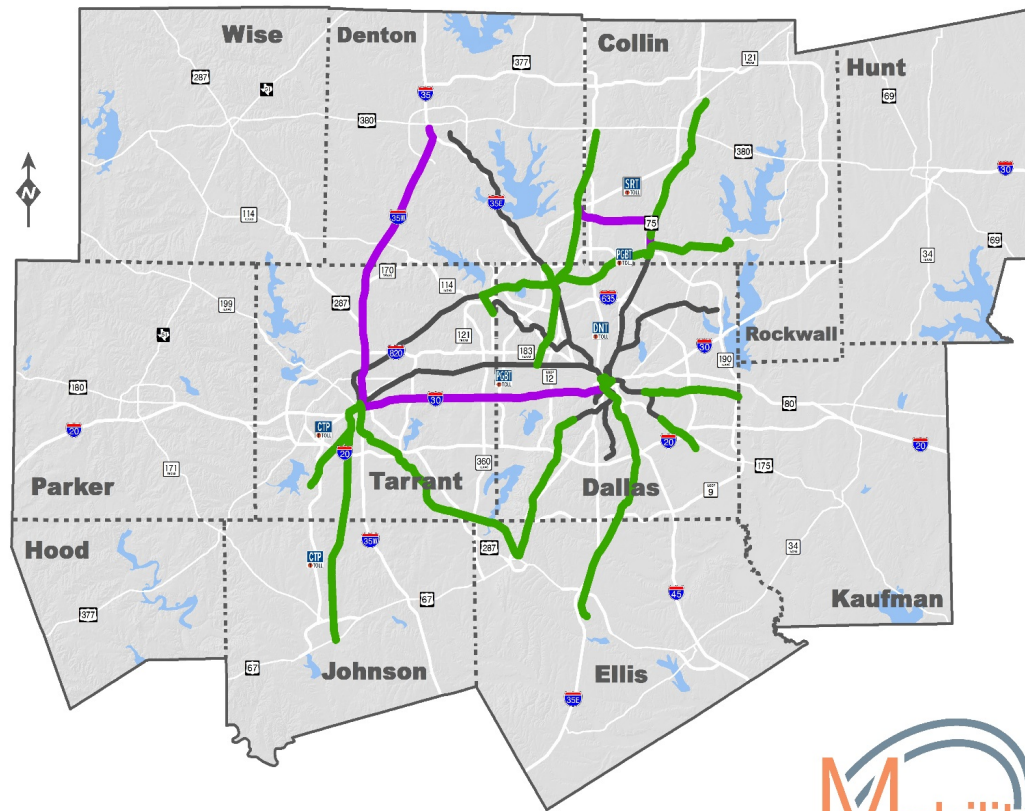 Wise
Denton
Collin
Hunt
287
377
121
69
35
380
380
30
SRT
TOLL
35W
35E
114
75
PGBT
TOLL
34
69
170
114
635
199
287
121
DNT
TOLL
Rockwall
820
183
30
190
180
PGBT
TOLL
12
30
80
20
CTP
TOLL
20
20
20
171
360
175
9
Parker
Tarrant
Dallas
Hood
287
35W
34
CTP
TOLL
377
67
45
Kaufman
67
Johnson
Ellis
35E
M